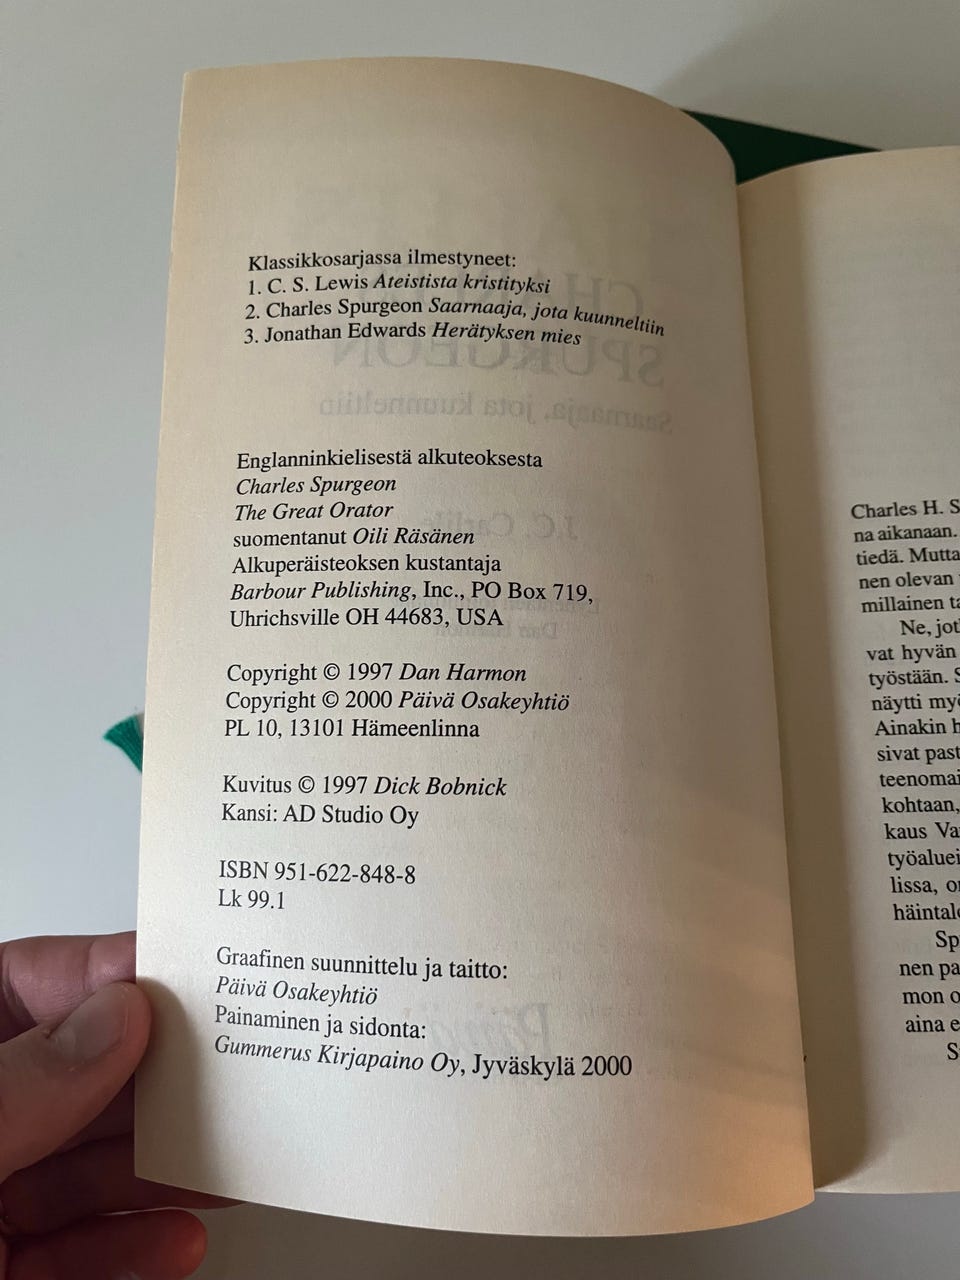 Klassikkosarjassa ilmestyneet:
1. C. S. Lewis Ateistista kristityksi
2. Charles Spurgeon Saarnaaja, jota kuunneltiin
3. Jonathan Edwards Herätyksen mies
Englanninkielisestä alkuteoksesta
Charles Spurgeon
The Great Orator
suomentanut Oili Räsänen
Alkuperäisteoksen kustantaja
Barbour Publishing, Inc., PO Box 719,
Uhrichsville OH 44683, USA
Copyright © 1997 Dan Harmon
Copyright © 2000 Päivä Osakeyhtiö
PL 10, 13101 Hämeenlinna
Kuvitus © 1997 Dick Bobnick
Kansi: AD Studio Oy
ISBN 951-622-848-8
Lk 99.1
Graafinen suunnittelu ja taitto:
Päivä Osakeyhtiö
Painaminen ja sidonta:
Gummerus Kirjapaino Oy, Jyväskylä 2000
Charles H. S
na aikanaan.
tiedä. Mutta
nen olevan
millainen ta
Ne, jot
vat hyvän
työstään. S
näytti myö
Ainakin h
sivat past
teenomai
kohtaan,
kaus Va
työaluei
lissa, o
häintal
Sp
nen pa
mon o
aina e
S